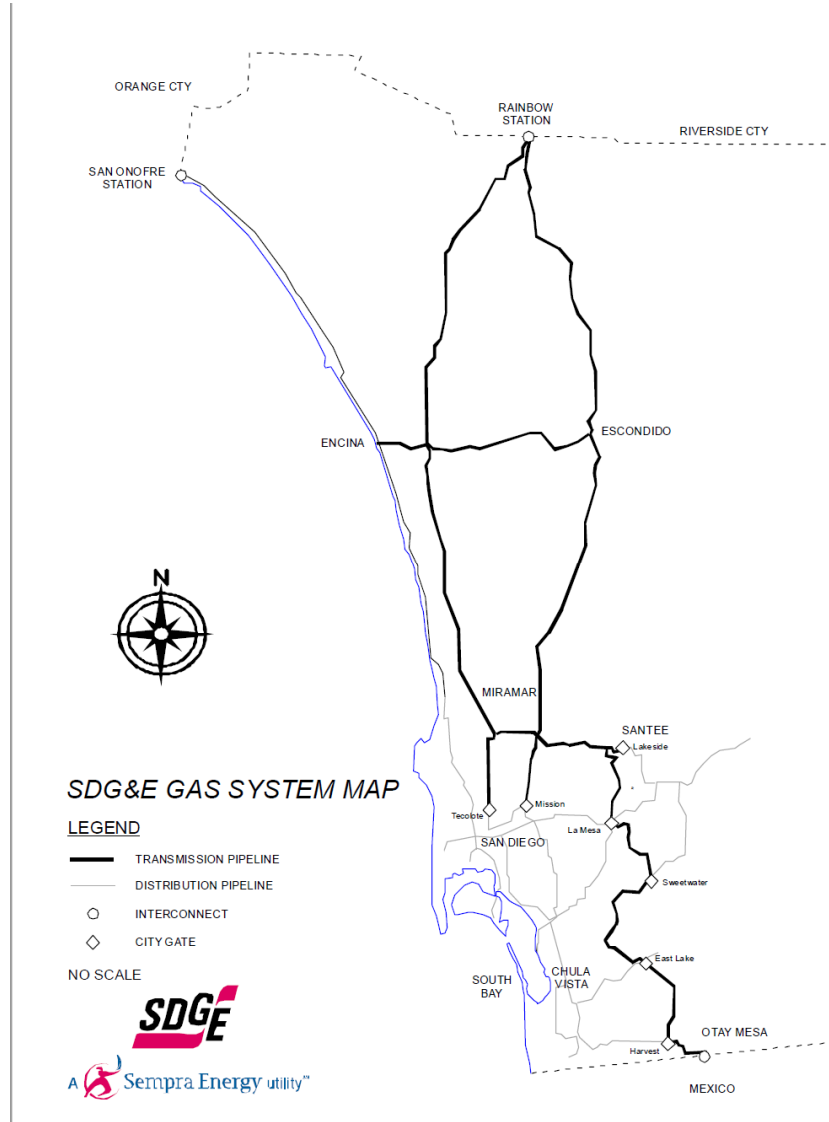 ORANGE CTY
RAINBOW
STATION
RIVERSIDE CTY
SAN ONOFRE
STATION
ENCINA
ESCONDIDO
N
MIRAMAR
SANTEE
Lakeside
SDG&E GAS SYSTEM MAP
Tecolote
Mission
La Mesa
LEGEND
SAN DIEGO
TRANSMISSION PIPELINE
DISTRIBUTION PIPELINE
Sweetwater
INTERCONNECT
CITY GATE
East Lake
NO SCALE
SOUTH
BAY
CHULA
VISTA
SDGE
OTAY MESA
Harvest
A Sempra Energy utility™
MEXICO